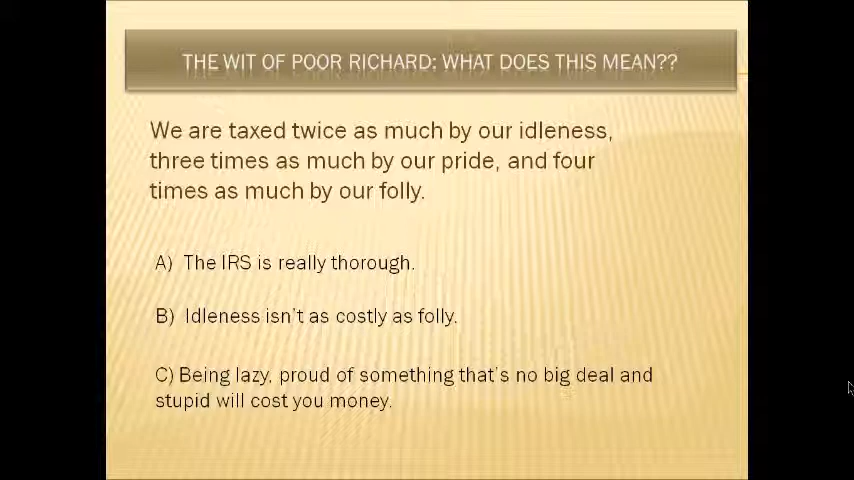 THE WIT OF POOR RICHARD: WHAT DOES THIS MEAN??
We are taxed twice as much by our idleness,
three times as much by our pride, and four
times as much by our folly.
A) The IRS is really thorough.
B) Idleness isn't as costly as folly.
C) Being lazy, proud of something that's no big deal and
stupid will cost you money.